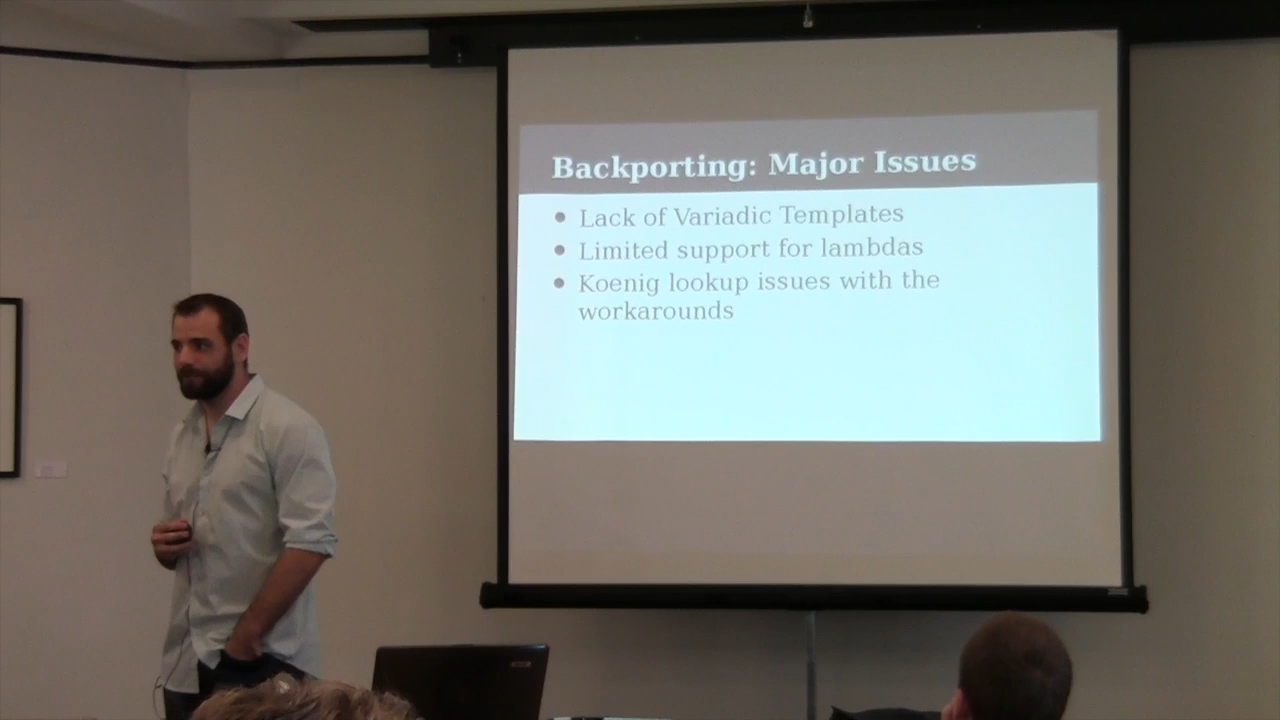 Backporting: Major Issues
Lack of Variadic Templates
Limited support for lambdas
Koenig lookup issues with the
workarounds